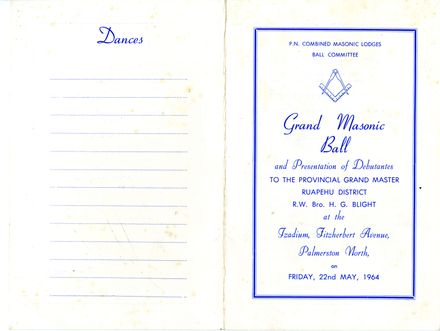 Dances
P.N. COMBINED MASONIC LODGES
BALL COMMITTEE
Grand Masonic
Ball
and Presentation of Debutantes
TO THE PROVINCIAL GRAND MASTER
RUAPEHU DISTRICT
R.W. Bro. H. G. BLIGHT
at the
Izadium, Fitzherbert Avenue,
Palmerston North,
on
FRIDAY, 22nd MAY, 1964